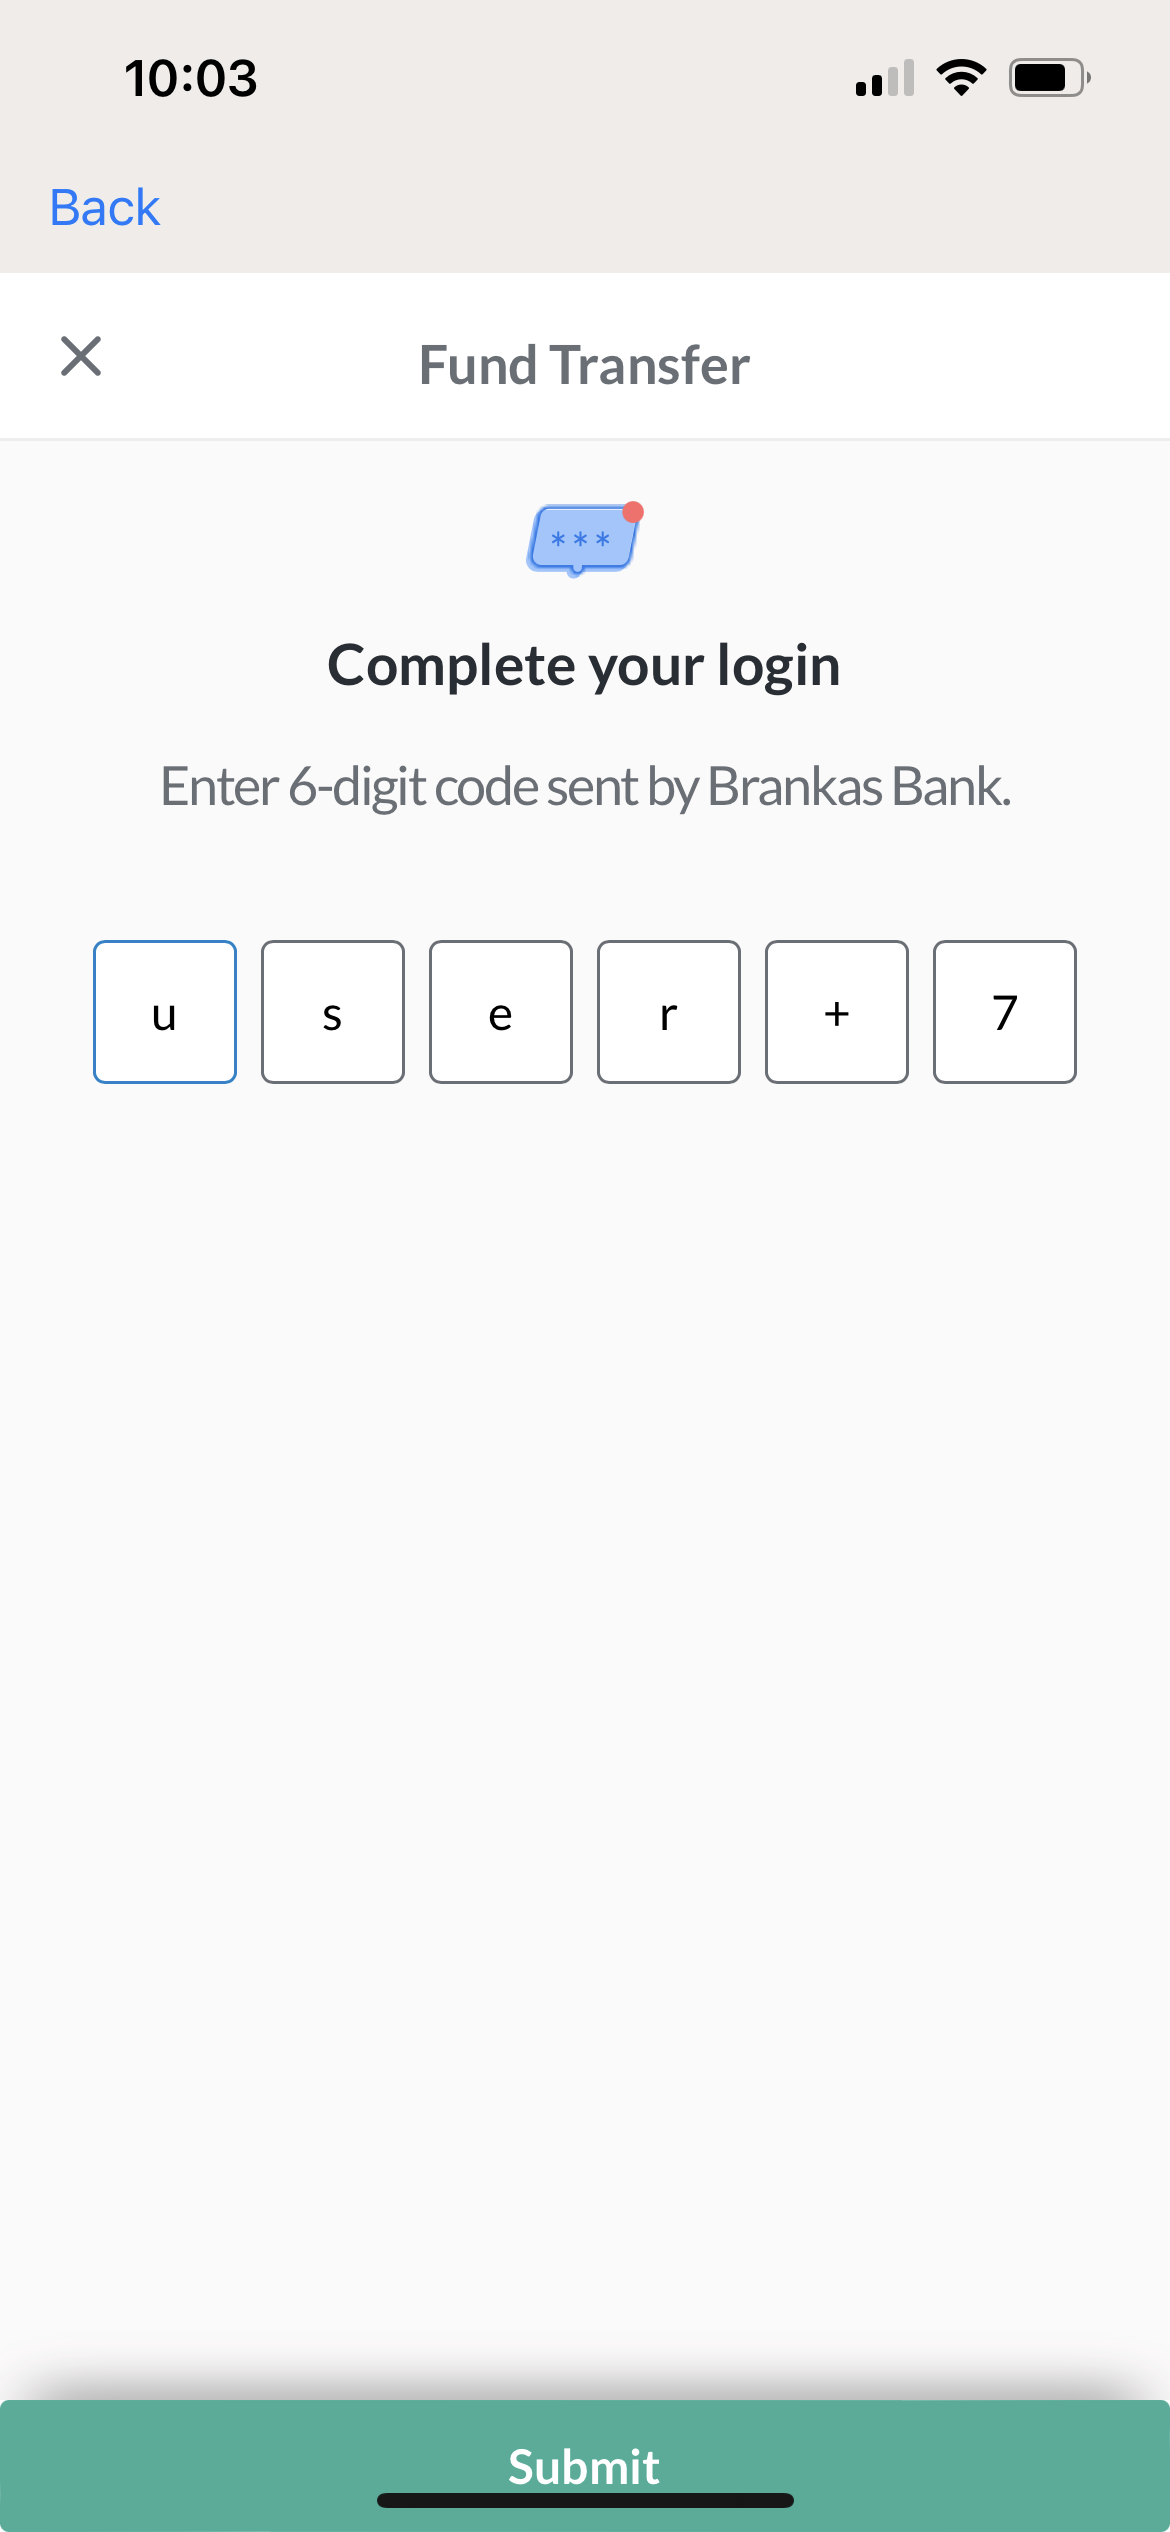 10:03
Back
Fund Transfer
***
Complete your login
Enter 6-digit code sent by Brankas Bank.
u s e r + 7
Submit